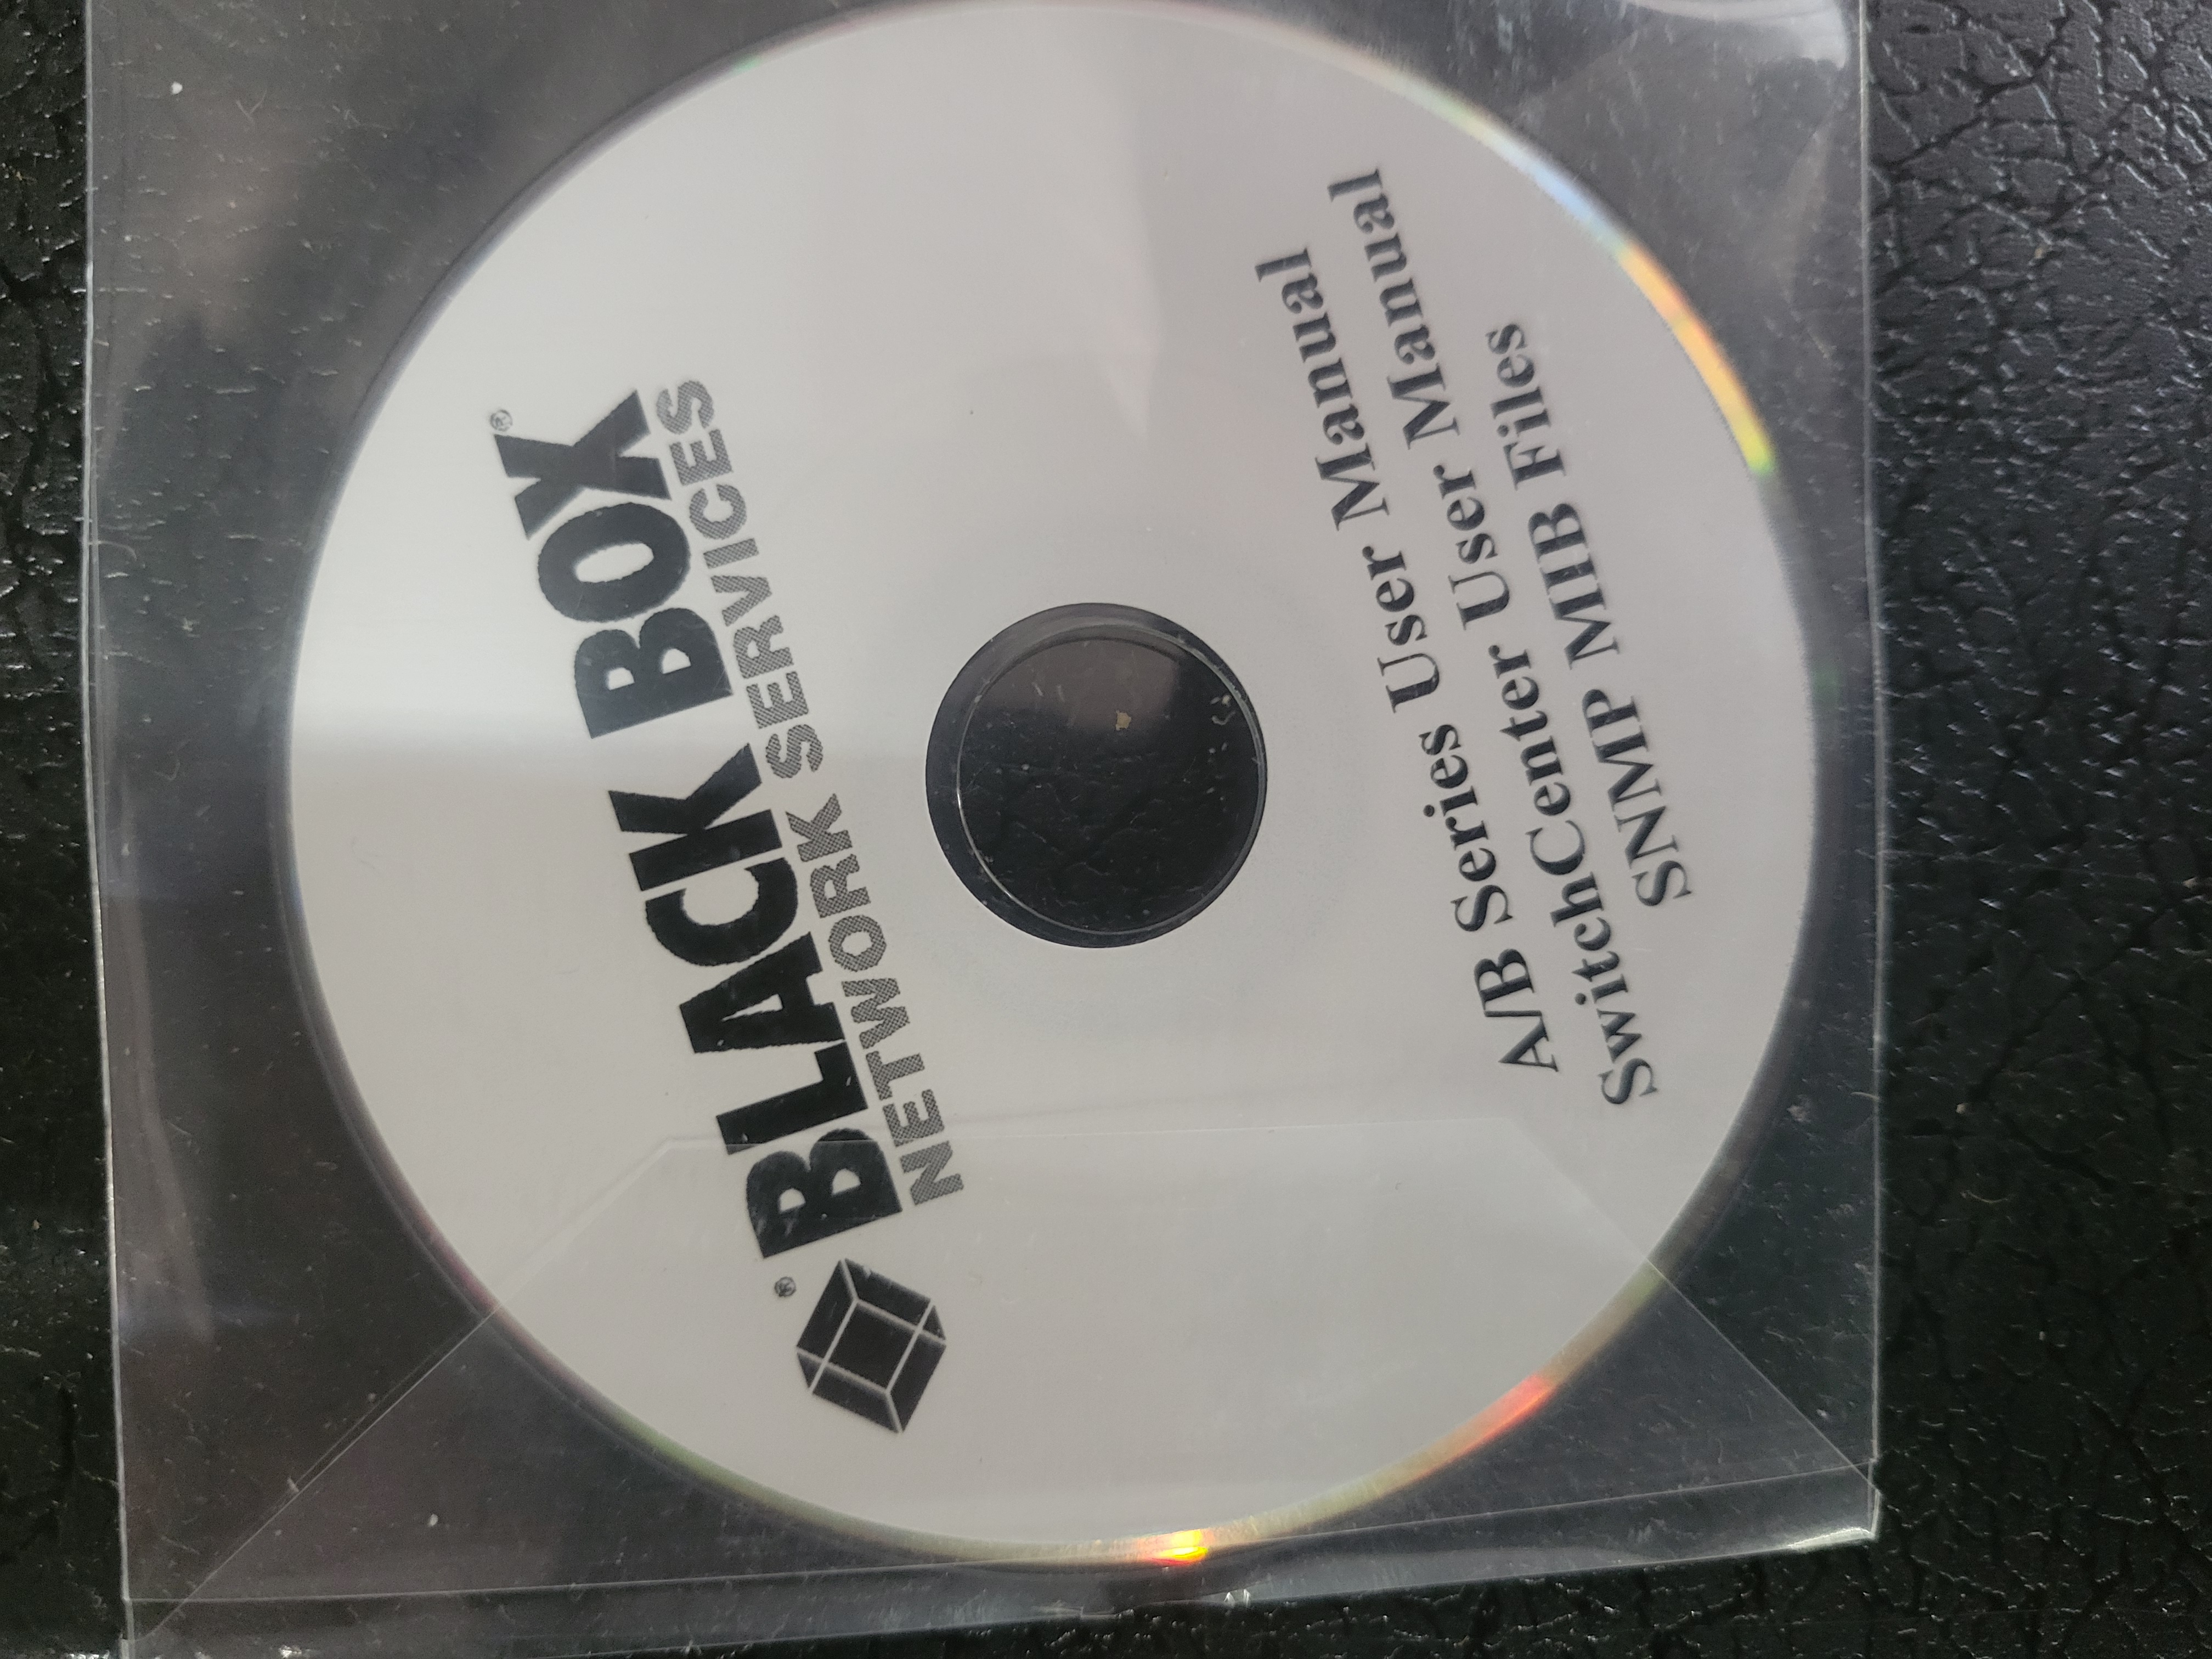 BLACK BOX®
NETWORK SERVICES
®
A/B Series User Manual
SwitchCenter User Manual
SNMP MIB Files